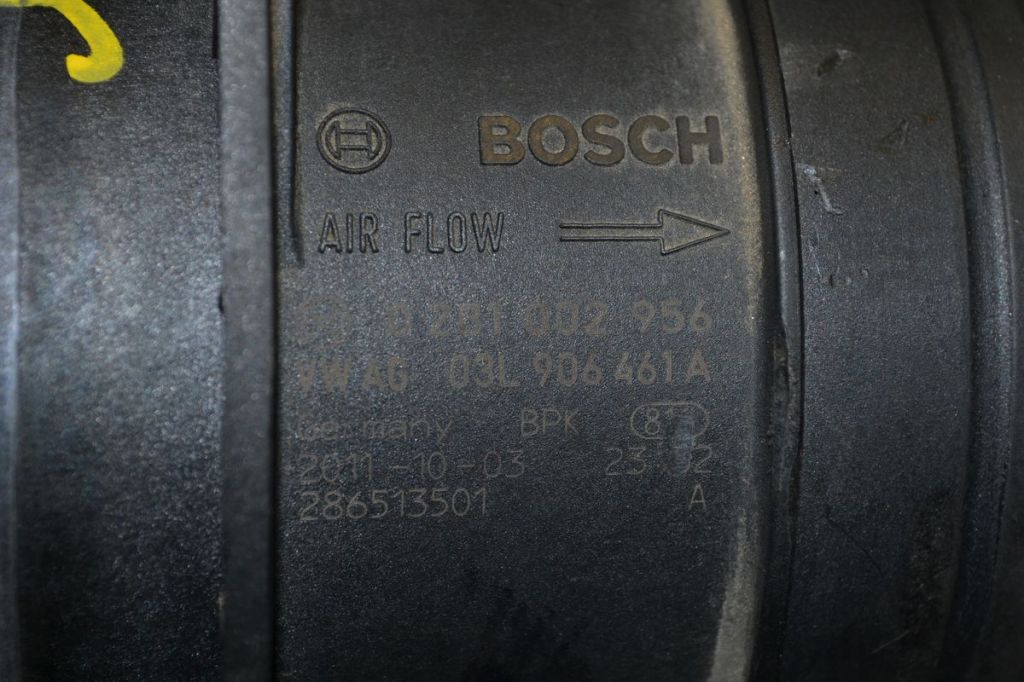 BOSCH
AIR FLOW
0 281 002 956
VW AG 03L 906 461 A
Germany BPK
2011-10-03
286513501 A